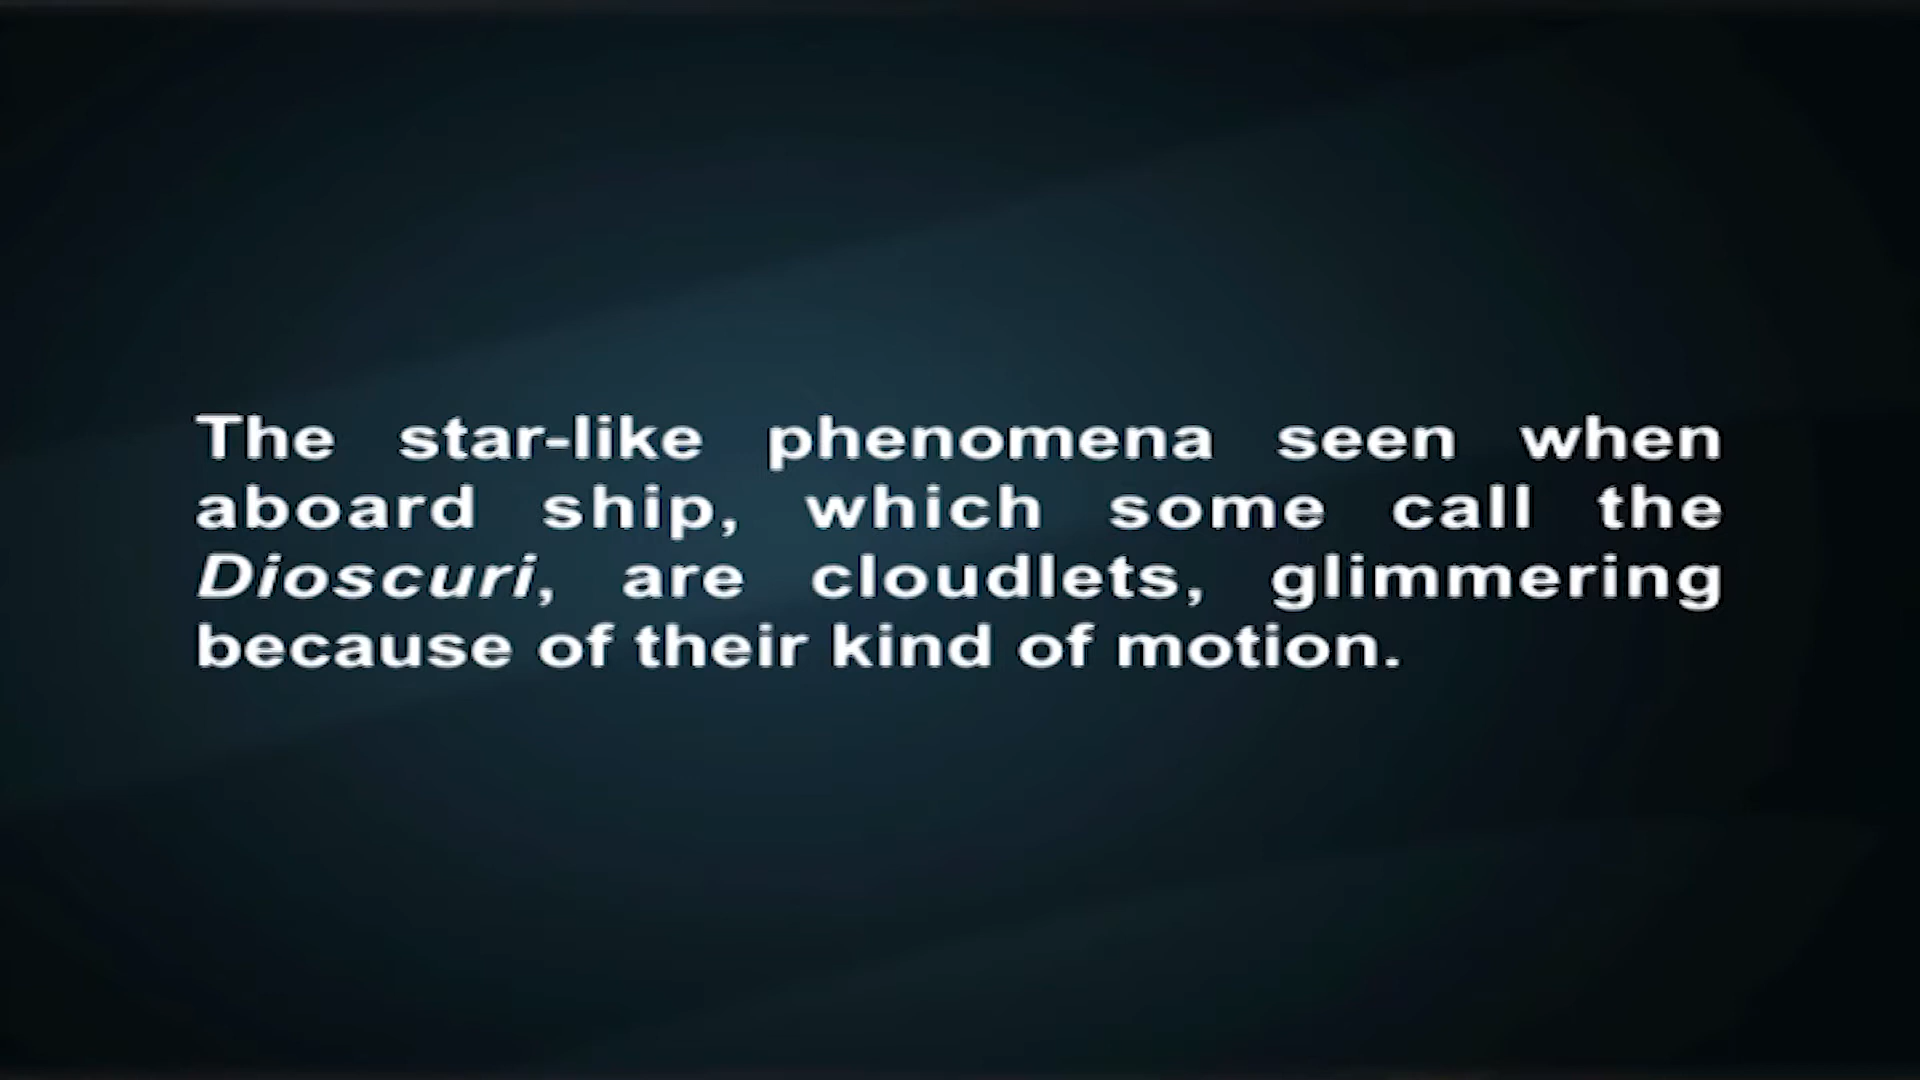 The star-like phenomena seen when
aboard ship, which some call the
Dioscuri, are cloudlets, glimmering
because of their kind of motion.